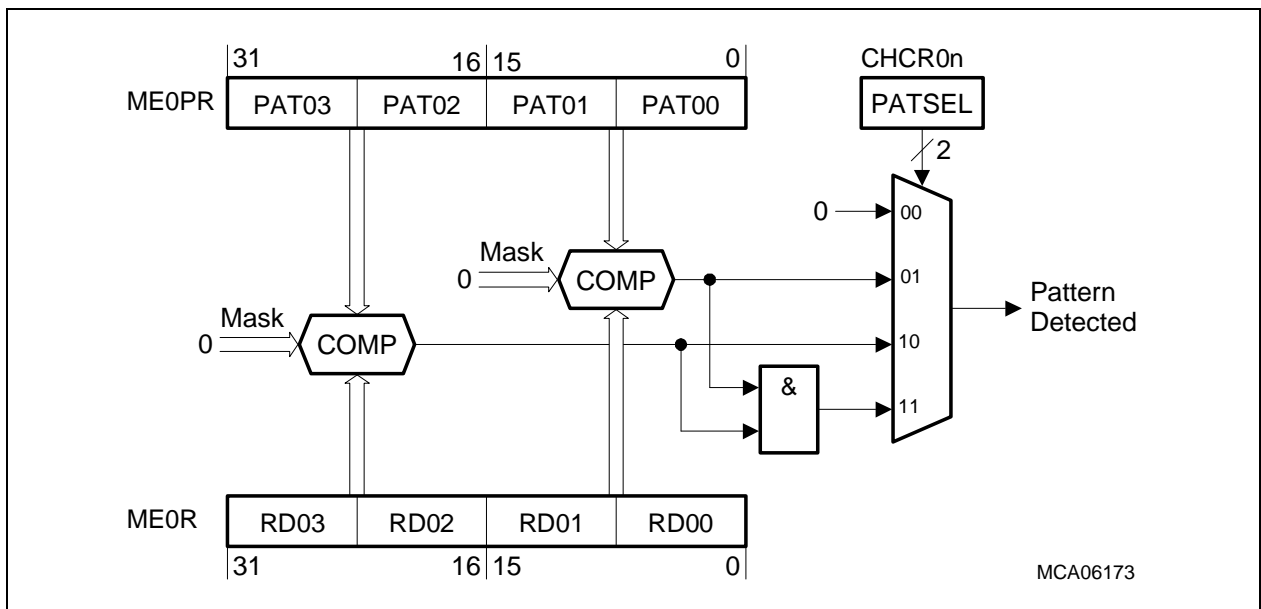 31 16 15 0 CHCR0n
ME0PR PAT03 PAT02 PAT01 PAT00 PATSEL
2
0 00
Mask
0 COMP 01
Pattern
Detected
Mask
0 COMP 10
&
11
ME0R RD03 RD02 RD01 RD00
31 16 15 0
MCA06173